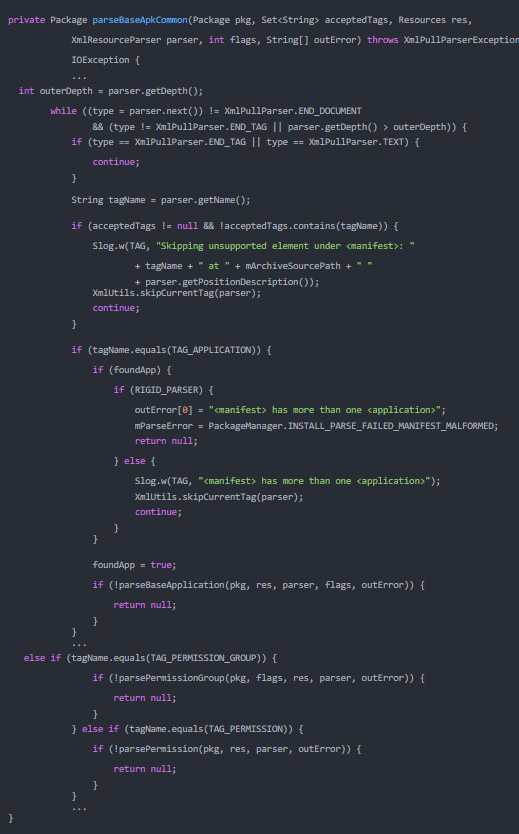 private Package parseBaseApkCommon(Package pkg, Set<String> acceptedTags, Resources res,
XmlResourceParser parser, int flags, String[] outError) throws XmlPullParserException
IOException {
...
int outerDepth = parser.getDepth();
while ((type = parser.next()) != XmlPullParser.END_DOCUMENT
&& (type != XmlPullParser.END_TAG || parser.getDepth() > outerDepth)) {
if (type == XmlPullParser.END_TAG || type == XmlPullParser.TEXT) {
continue;
}
String tagName = parser.getName();
if (acceptedTags != null && !acceptedTags.contains(tagName)) {
Slog.w(TAG, "Skipping unsupported element under <manifest>: "
+ tagName + " at " + mArchiveSourcePath + " "
+ parser.getPositionDescription());
XmlUtils.skipCurrentTag(parser);
continue;
}
if (tagName.equals(TAG_APPLICATION)) {
if (foundApp) {
if (RIGID_PARSER) {
outError[0] = "<manifest> has more than one <application>";
mParseError = PackageManager.INSTALL_PARSE_FAILED_MANIFEST_MALFORMED;
return null;
} else {
Slog.w(TAG, "<manifest> has more than one <application>");
XmlUtils.skipCurrentTag(parser);
continue;
}
}
foundApp = true;
if (!parseBaseApplication(pkg, res, parser, flags, outError)) {
return null;
}
}
...
else if (tagName.equals(TAG_PERMISSION_GROUP)) {
if (!parsePermissionGroup(pkg, flags, res, parser, outError)) {
return null;
}
} else if (tagName.equals(TAG_PERMISSION)) {
if (!parsePermission(pkg, res, parser, outError)) {
return null;
}
}
...
}